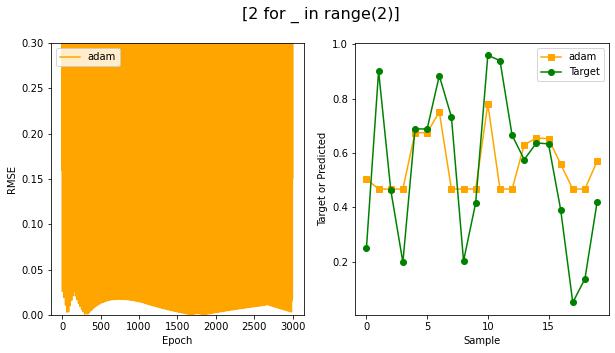 [2 for _ in range(2)]
0.30
0.25
0.20
0.15
0.10
0.05
0.00
RMSE
0
500
1000
1500
2000
2500
3000
Epoch
adam
1.0
0.8
0.6
0.4
0.2
Target or Predicted
0
5
10
15
Sample
adam
Target